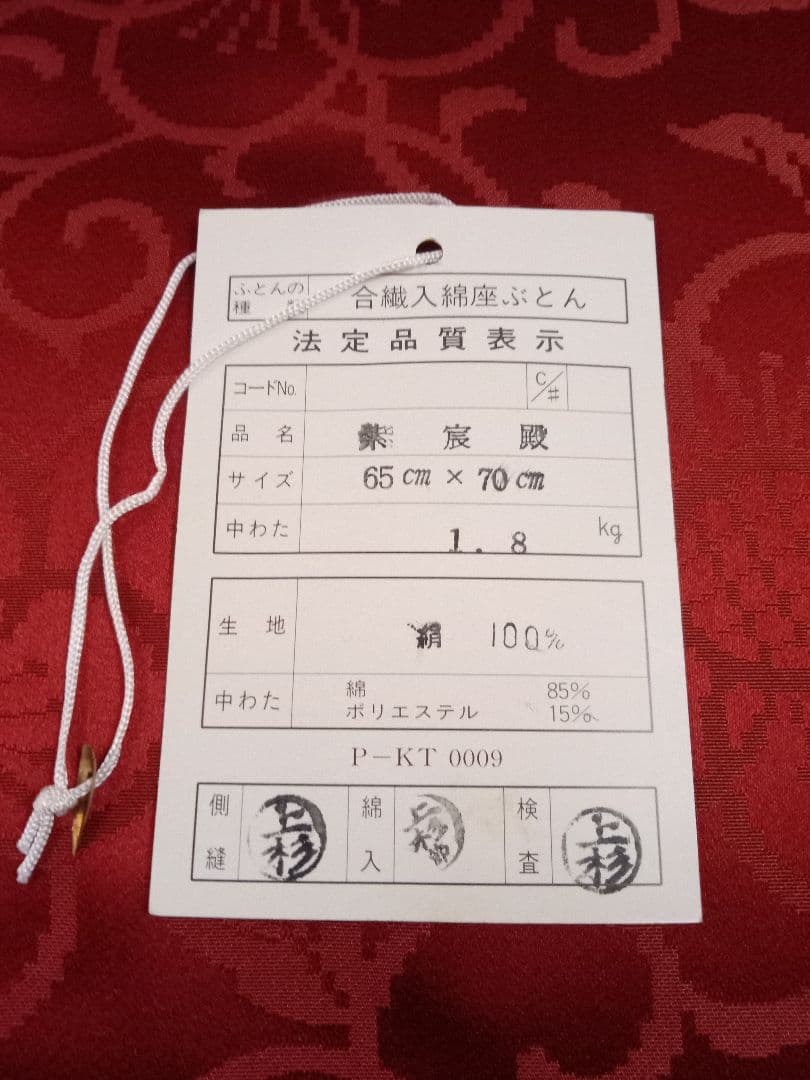 ふとんの
種 類
合繊入綿座ぶとん
法定品質表示
コードNo.
C/#
品 名 紫宸殿
サイズ 65cm × 70cm
中わた 1.8 kg
生 地 絹 100%
中わた
綿 85%
ポリエステル 15%
P-KT 0009
側縫 上杉
綿入
検査 上杉